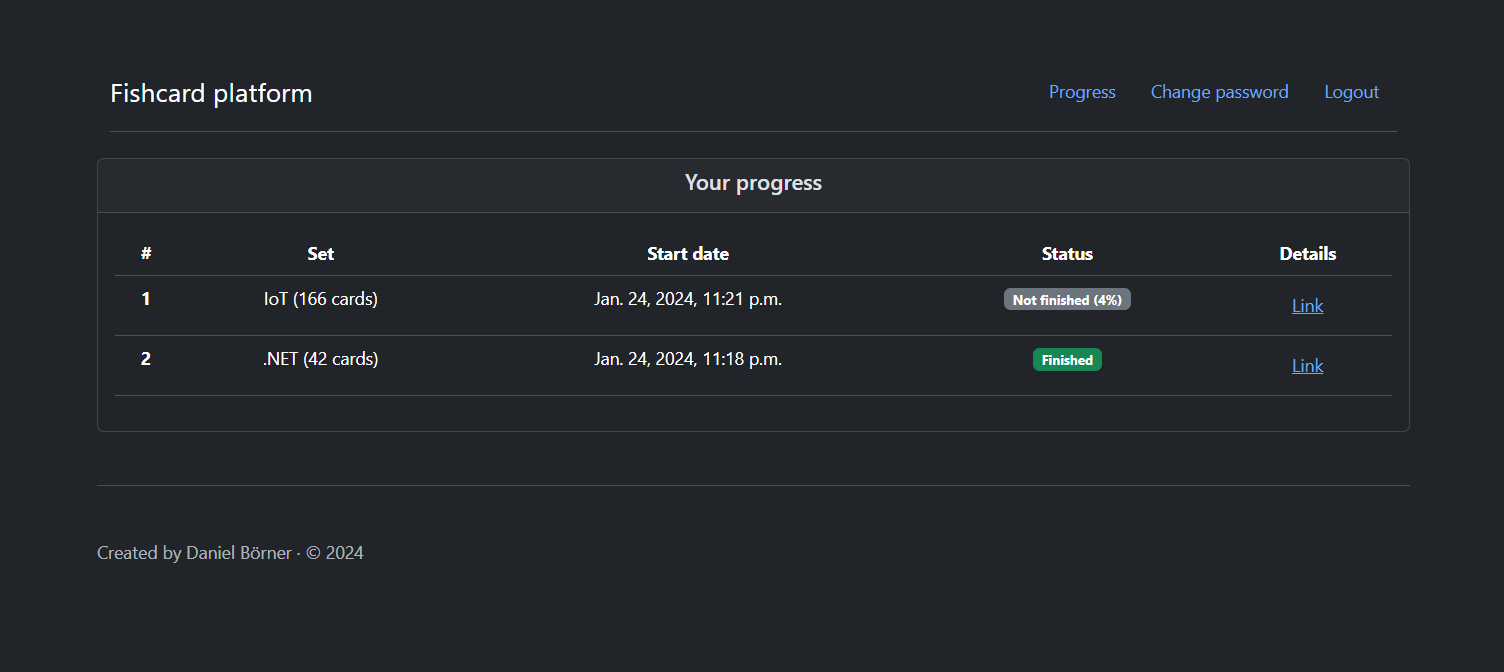 Fishcard platform Progress Change password Logout
Your progress
# Set Start date Status Details
1 IoT (166 cards) Jan. 24, 2024, 11:21 p.m. Not finished (4%) Link
2 .NET (42 cards) Jan. 24, 2024, 11:18 p.m. Finished Link
Created by Daniel Börner · © 2024